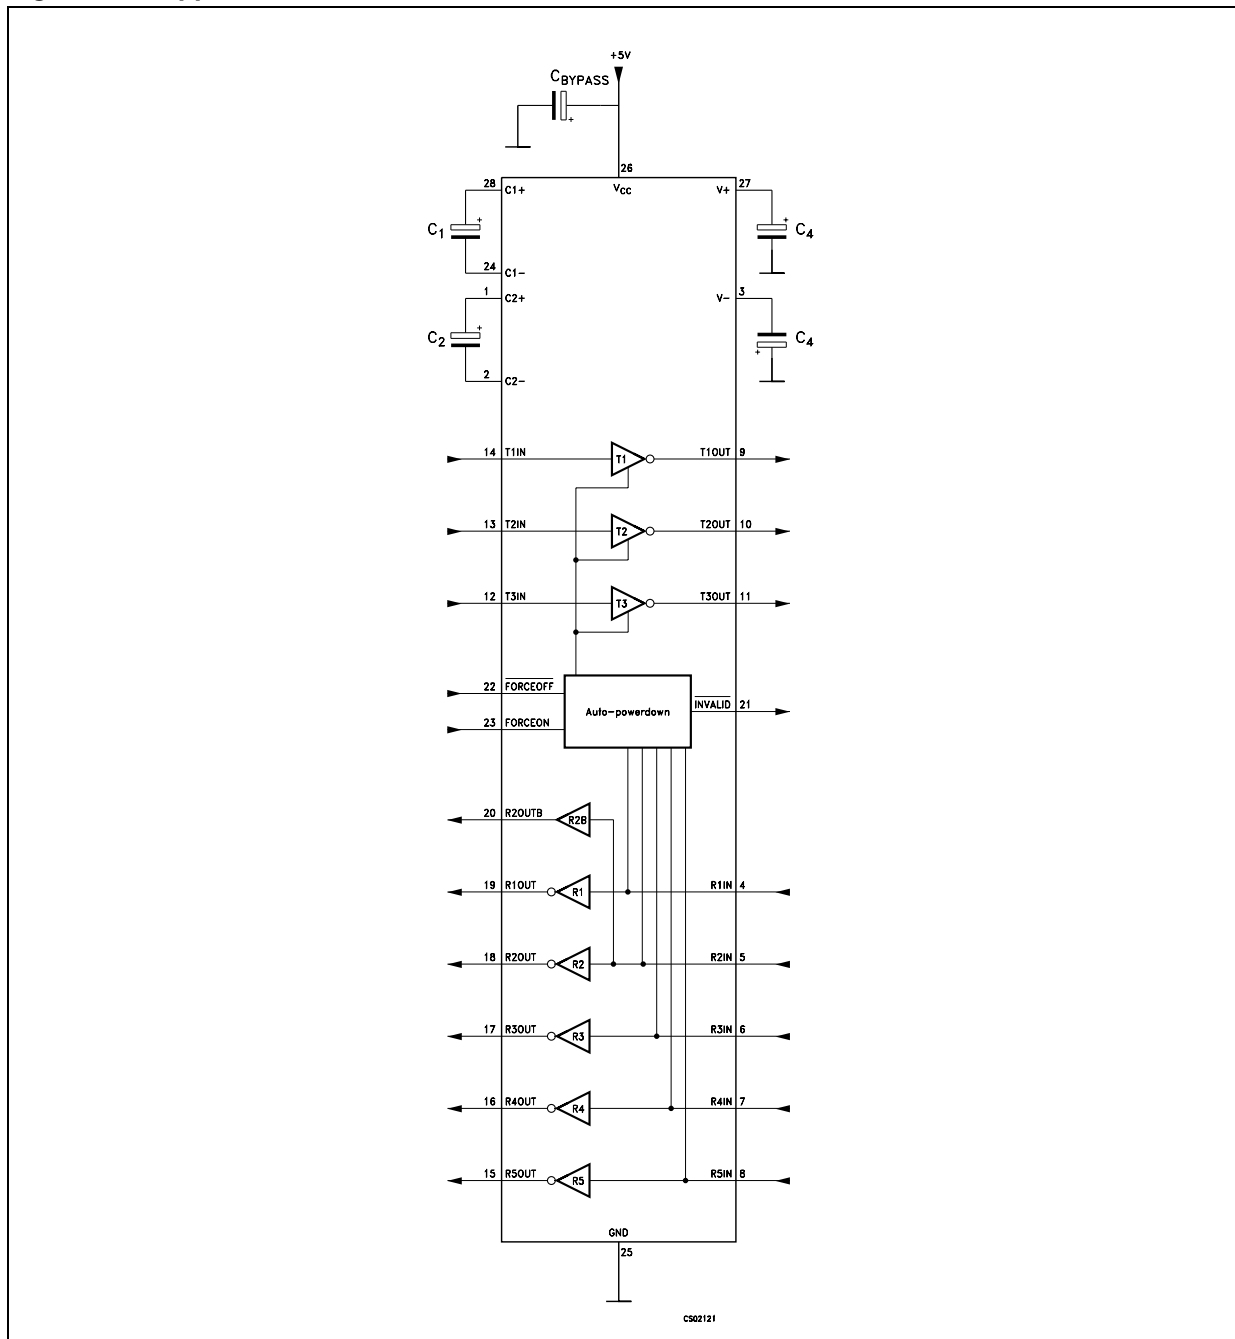 +5V
C BYPASS
+
26
28 C1+ VCC V+ 27
C1 + + C4
24 C1-
1 C2+ V- 3
C2 + + C4
2 C2-
14 T1IN T1 T1OUT 9
13 T2IN T2 T2OUT 10
12 T3IN T3 T3OUT 11
22 FORCEOFF
Auto-powerdown INVALID 21
23 FORCEON
20 R2OUTB R2B
19 R1OUT R1 R1IN 4
18 R2OUT R2 R2IN 5
17 R3OUT R3 R3IN 6
16 R4OUT R4 R4IN 7
15 R5OUT R5 R5IN 8
GND
25
CS02121